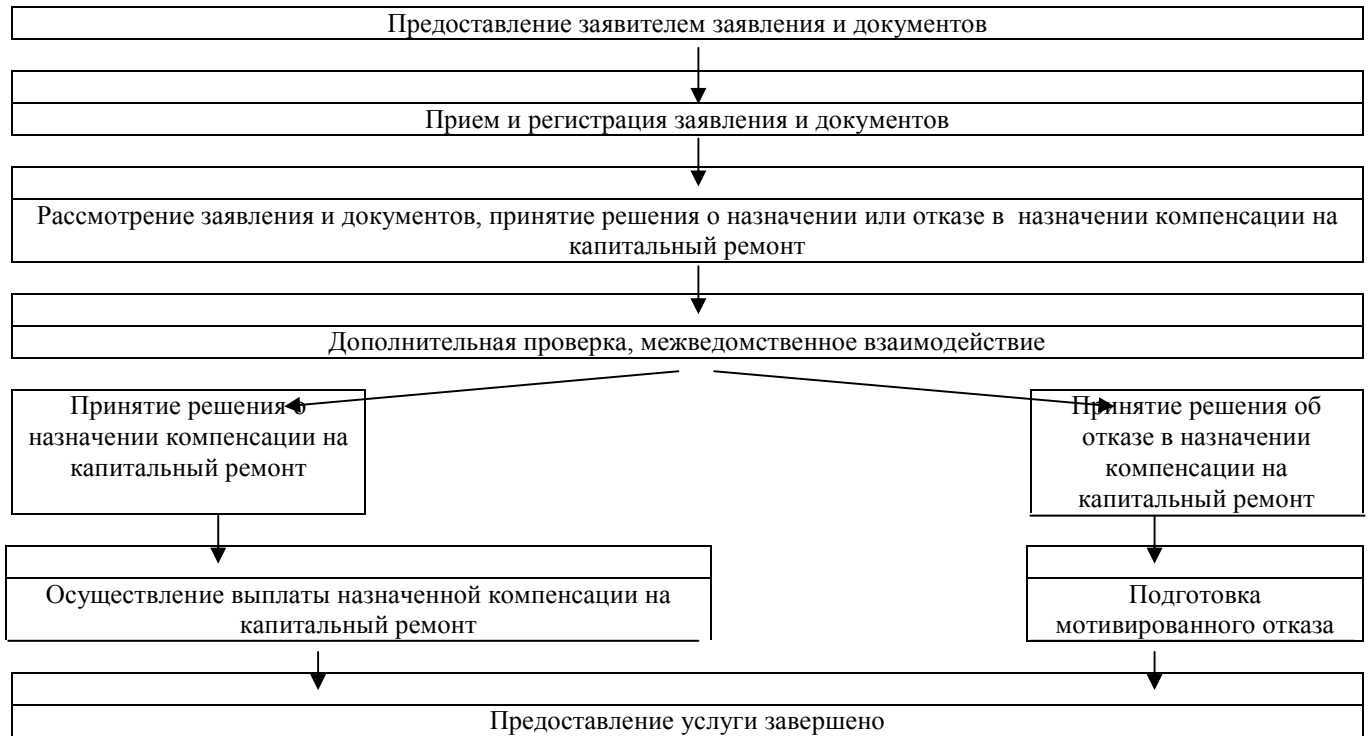 Предоставление заявителем заявления и документов
Прием и регистрация заявления и документов
Рассмотрение заявления и документов, принятие решения о назначении или отказе в назначении компенсации на
капитальный ремонт
Дополнительная проверка, межведомственное взаимодействие
Принятие решения о
назначении компенсации на
капитальный ремонт
Принятие решения об
отказе в назначении
компенсации на
капитальный ремонт
Осуществление выплаты назначенной компенсации на
капитальный ремонт
Подготовка
мотивированного отказа
Предоставление услуги завершено